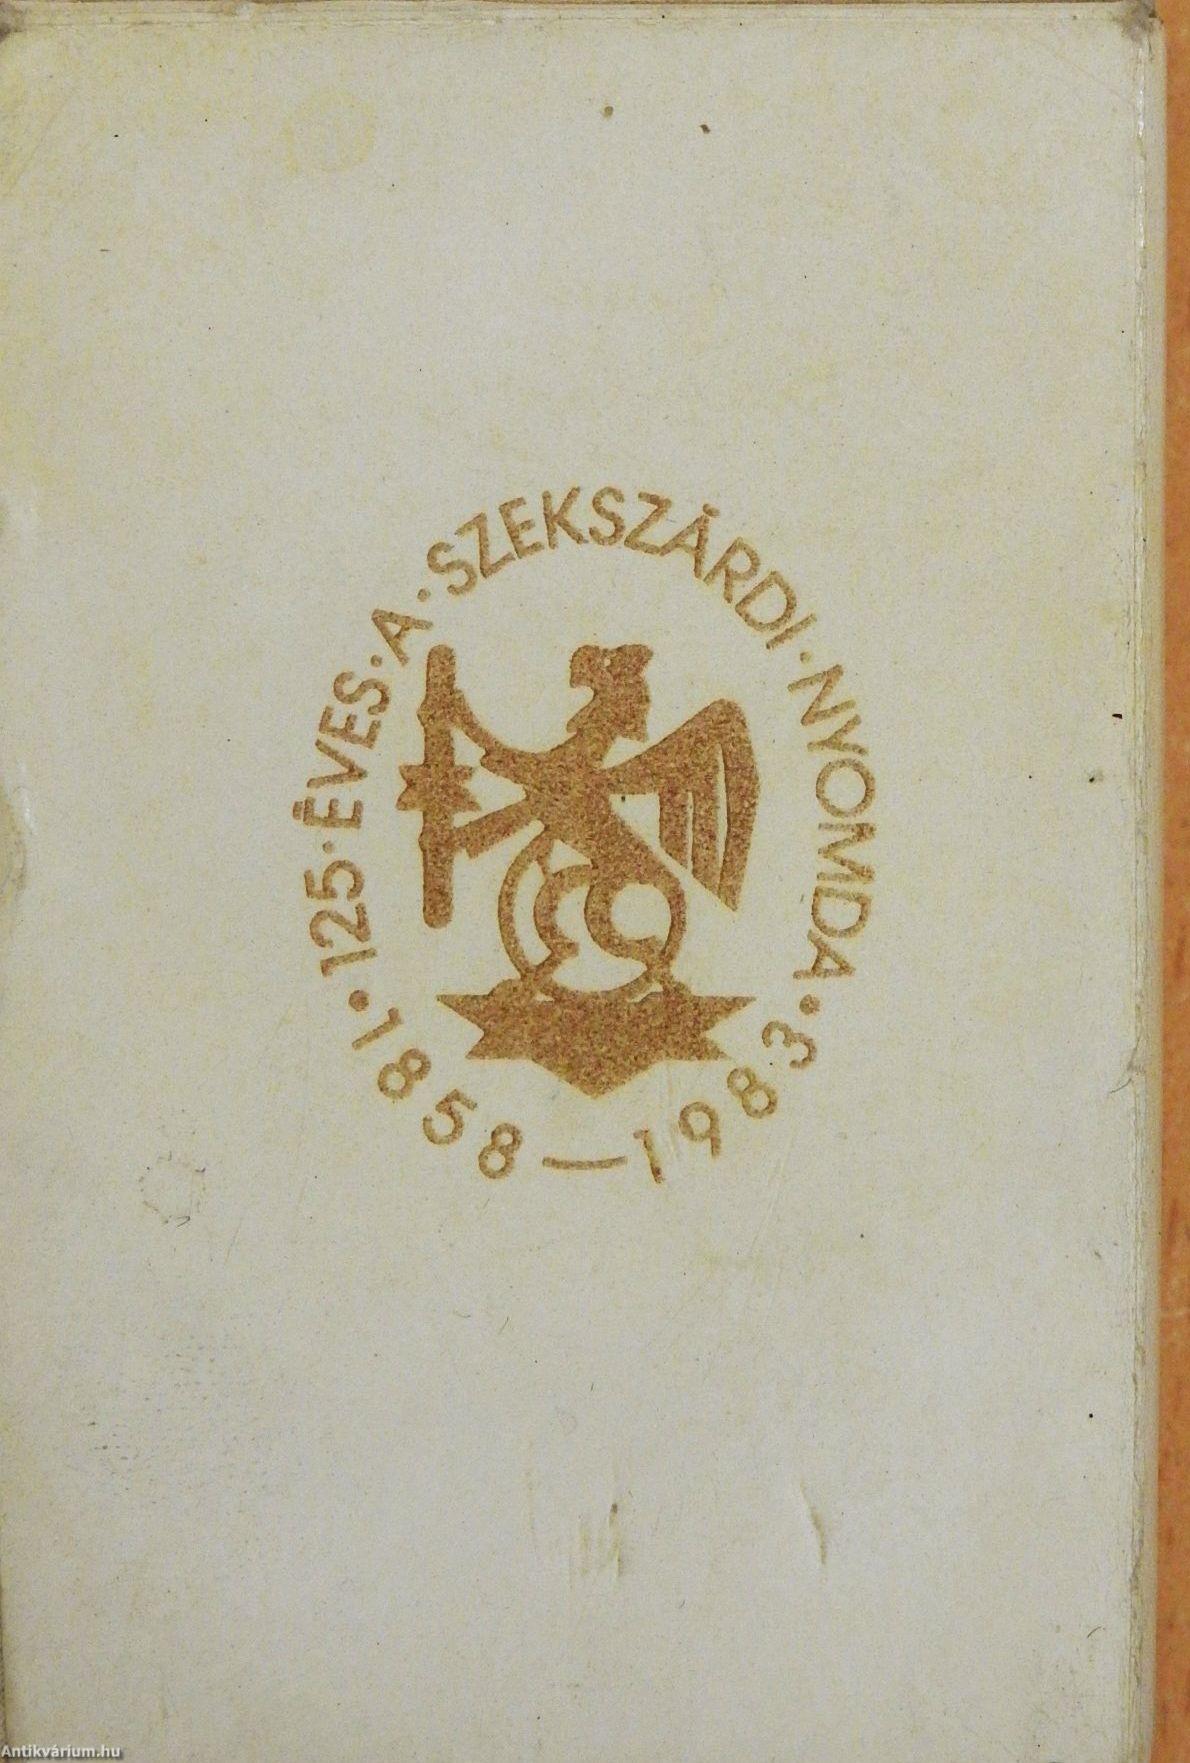 125 · ÉVES · A · SZEKSZÁRDI · NYOMDA ·
1858—1983
Antikvárium.hu